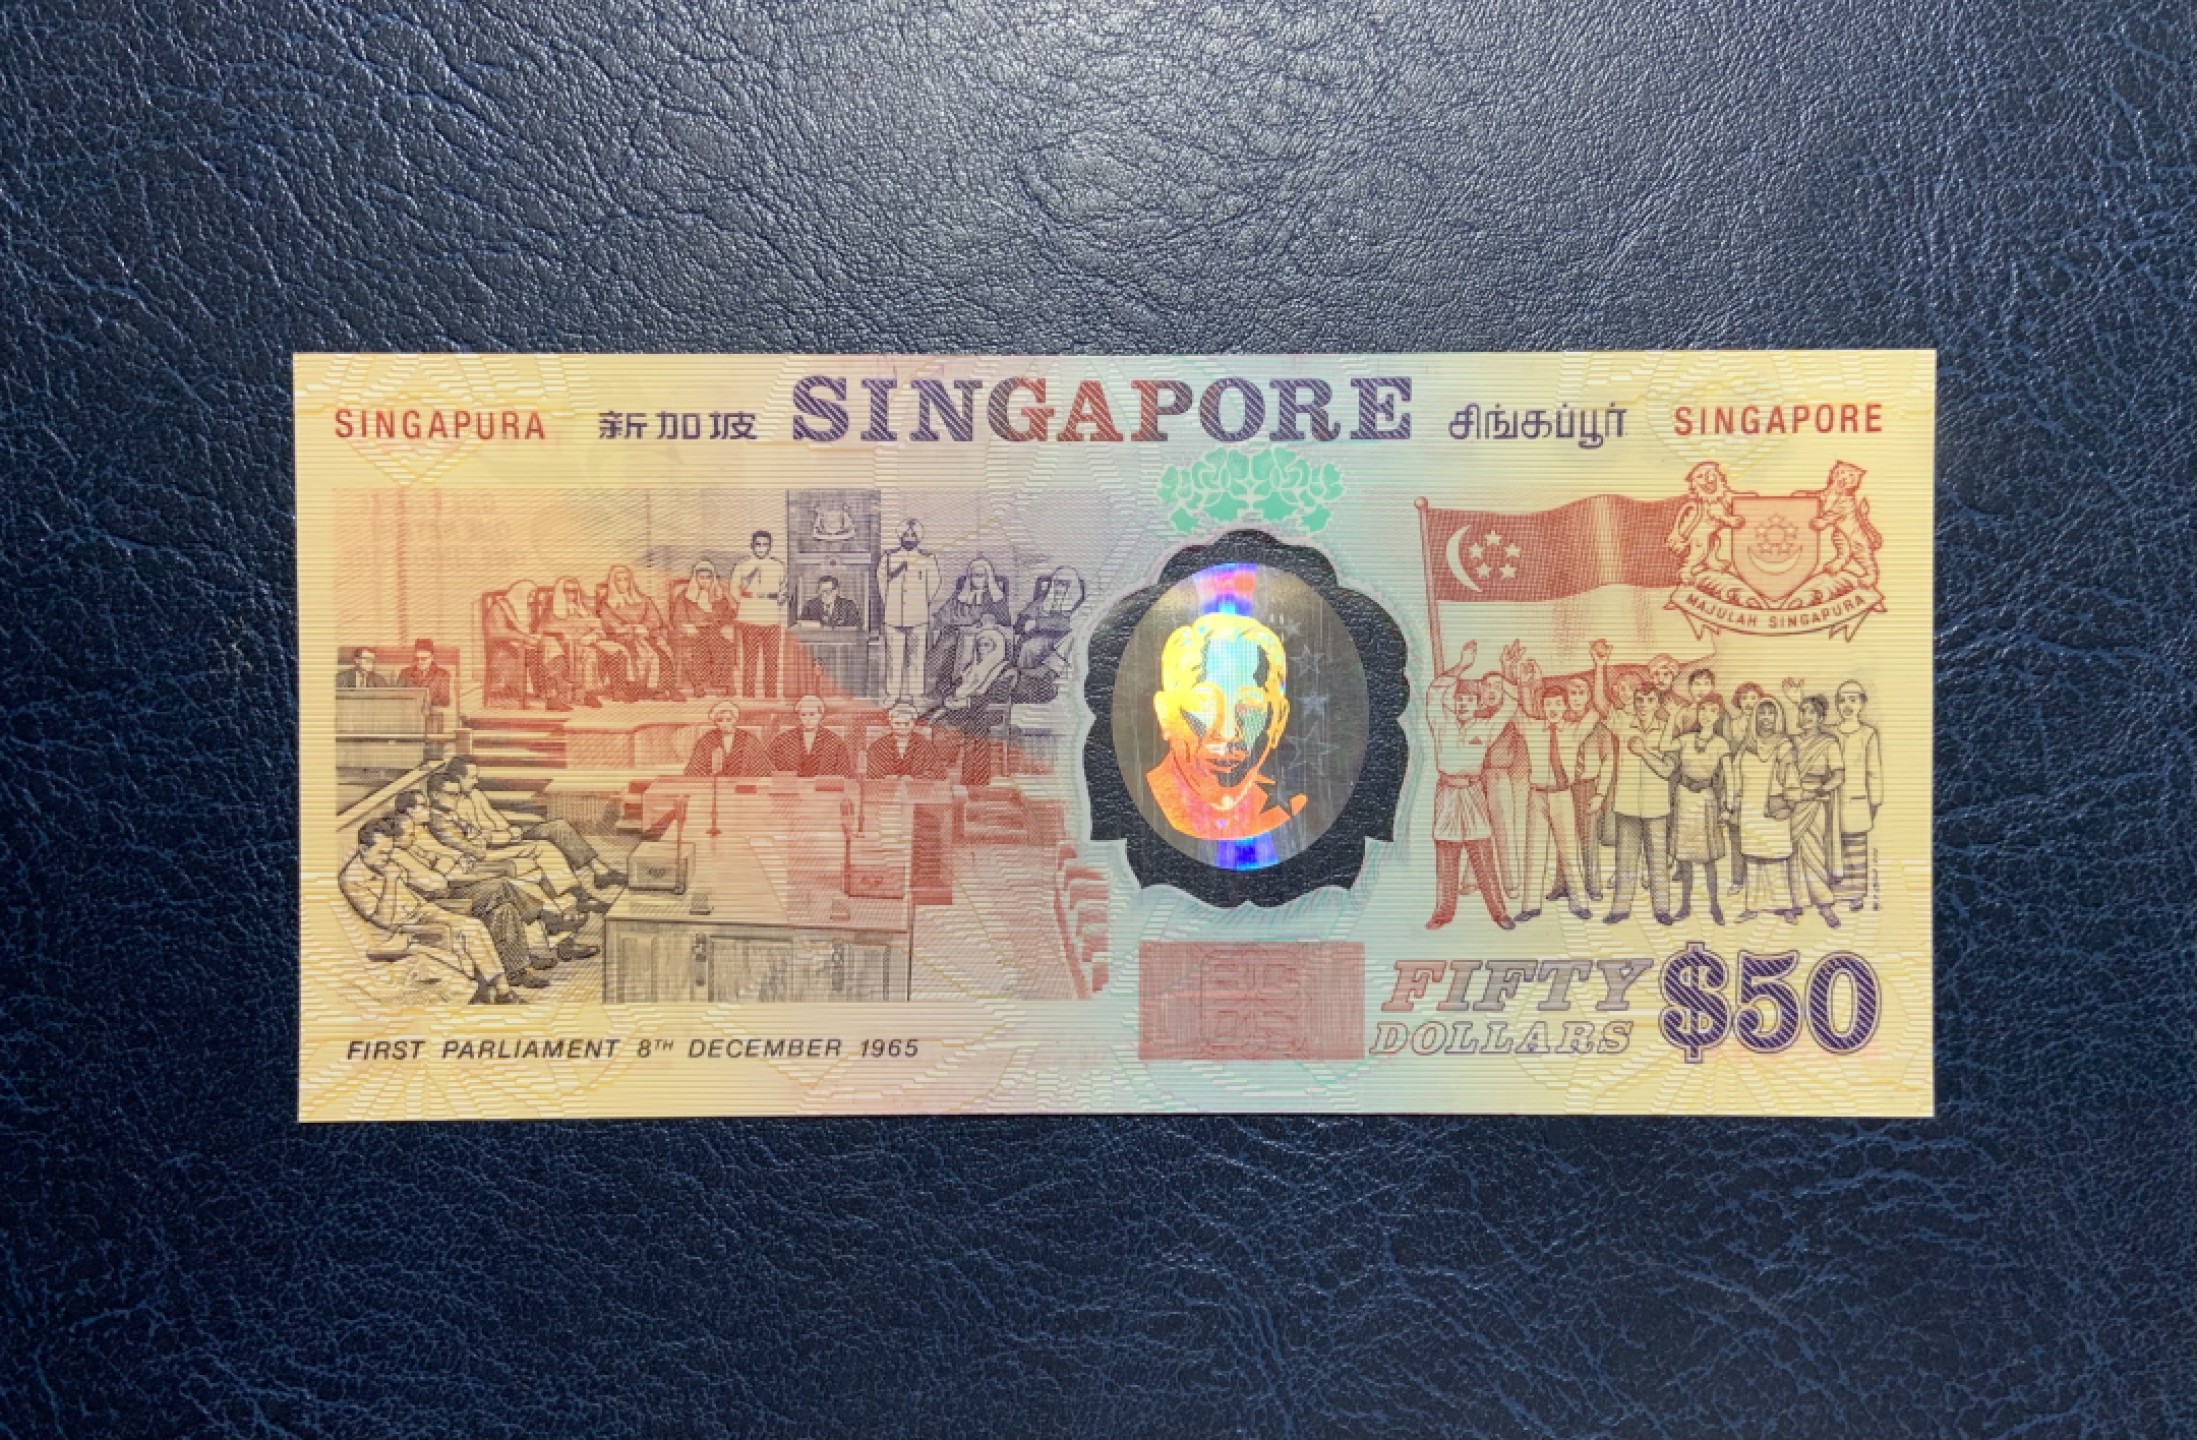 SINGAPURA 新加坡 SINGAPORE சிங்கப்பூர் SINGAPORE
MAJULAH SINGAPURA
FIFTY $50
DOLLARS
FIRST PARLIAMENT 8TH DECEMBER 1965